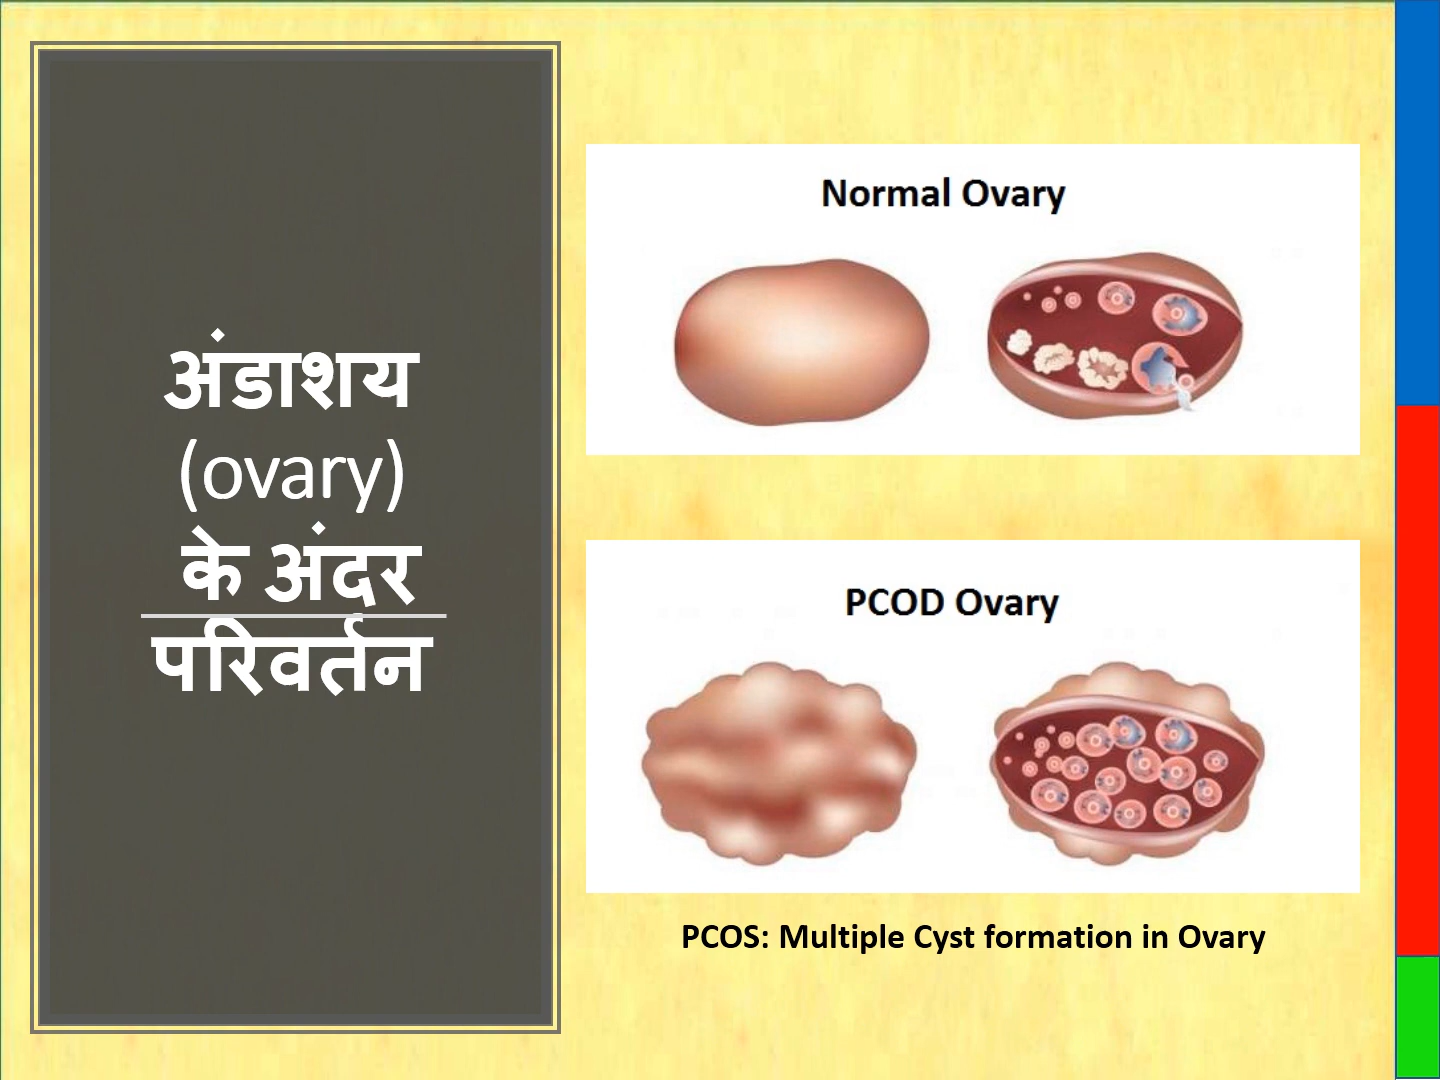 अंडाशय
(ovary)
के अंदर
परिवर्तन
Normal Ovary
PCOD Ovary
PCOS: Multiple Cyst formation in Ovary